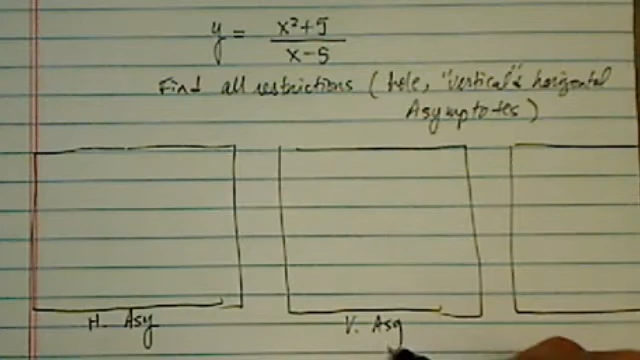 y = x² + 5 / x - 5
Find all restrictions (hole, "vertical" & horizontal
Asymptotes)
H. Asy V. Asy